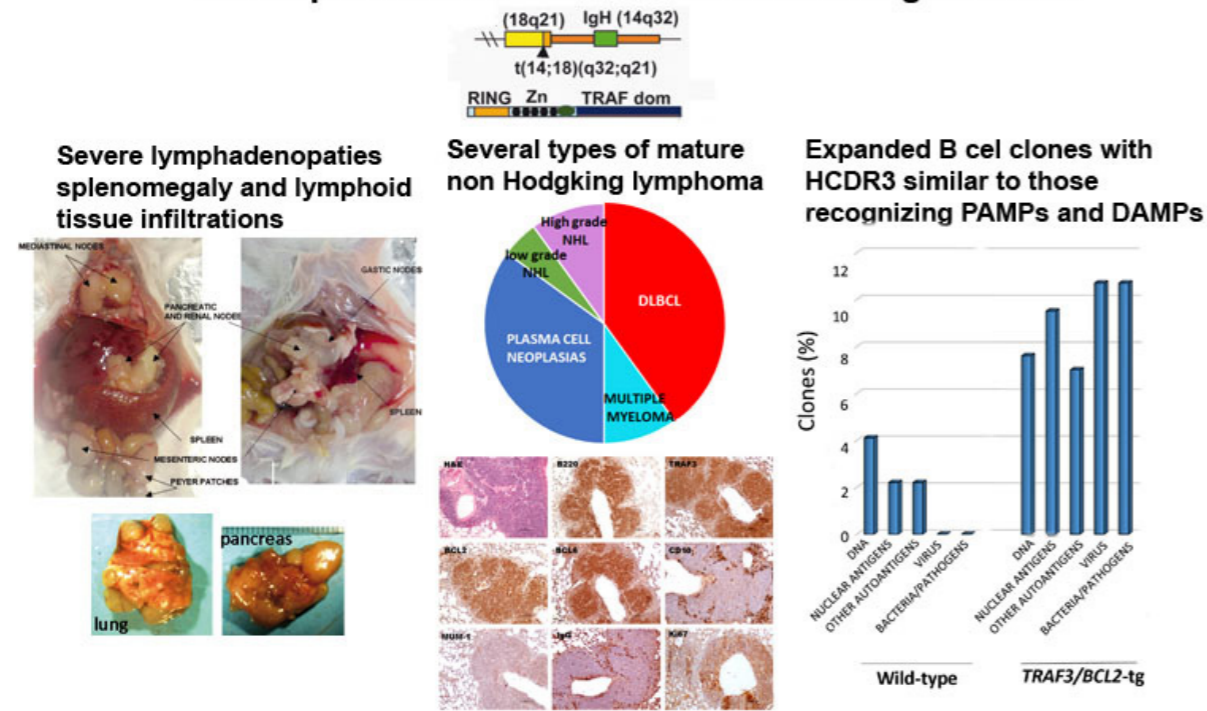 (18q21) IgH (14q32)
t(14;18)(q32;q21)
RING Zn TRAF dom
Severe lymphadenopaties
splenomegaly and lymphoid
tissue infiltrations
MEDIASTINAL NODES
GASTIC NODES
PANCREATIC
AND RENAL NODES
SPLEEN
SPLEEN
MESENTERIC NODES
PEYER PATCHES
lung
pancreas
Several types of mature
non Hodgking lymphoma
High grade
NHL
low grade
NHL
DLBCL
PLASMA CELL
NEOPLASIAS
MULTIPLE
MYELOMA
H&E
B220
TRAF3
BCL2
BCL6
CD10
MUM-1
IgG
Ki67
Expanded B cel clones with
HCDR3 similar to those
recognizing PAMPs and DAMPs
Clones (%)
12
10
8
6
4
2
0
DNA
NUCLEAR ANTIGENS
OTHER AUTOANTIGENS
VIRUS
BACTERIA/PATHOGENS
DNA
NUCLEAR ANTIGENS
OTHER AUTOANTIGENS
VIRUS
BACTERIA/PATHOGENS
Wild-type
TRAF3/BCL2-tg